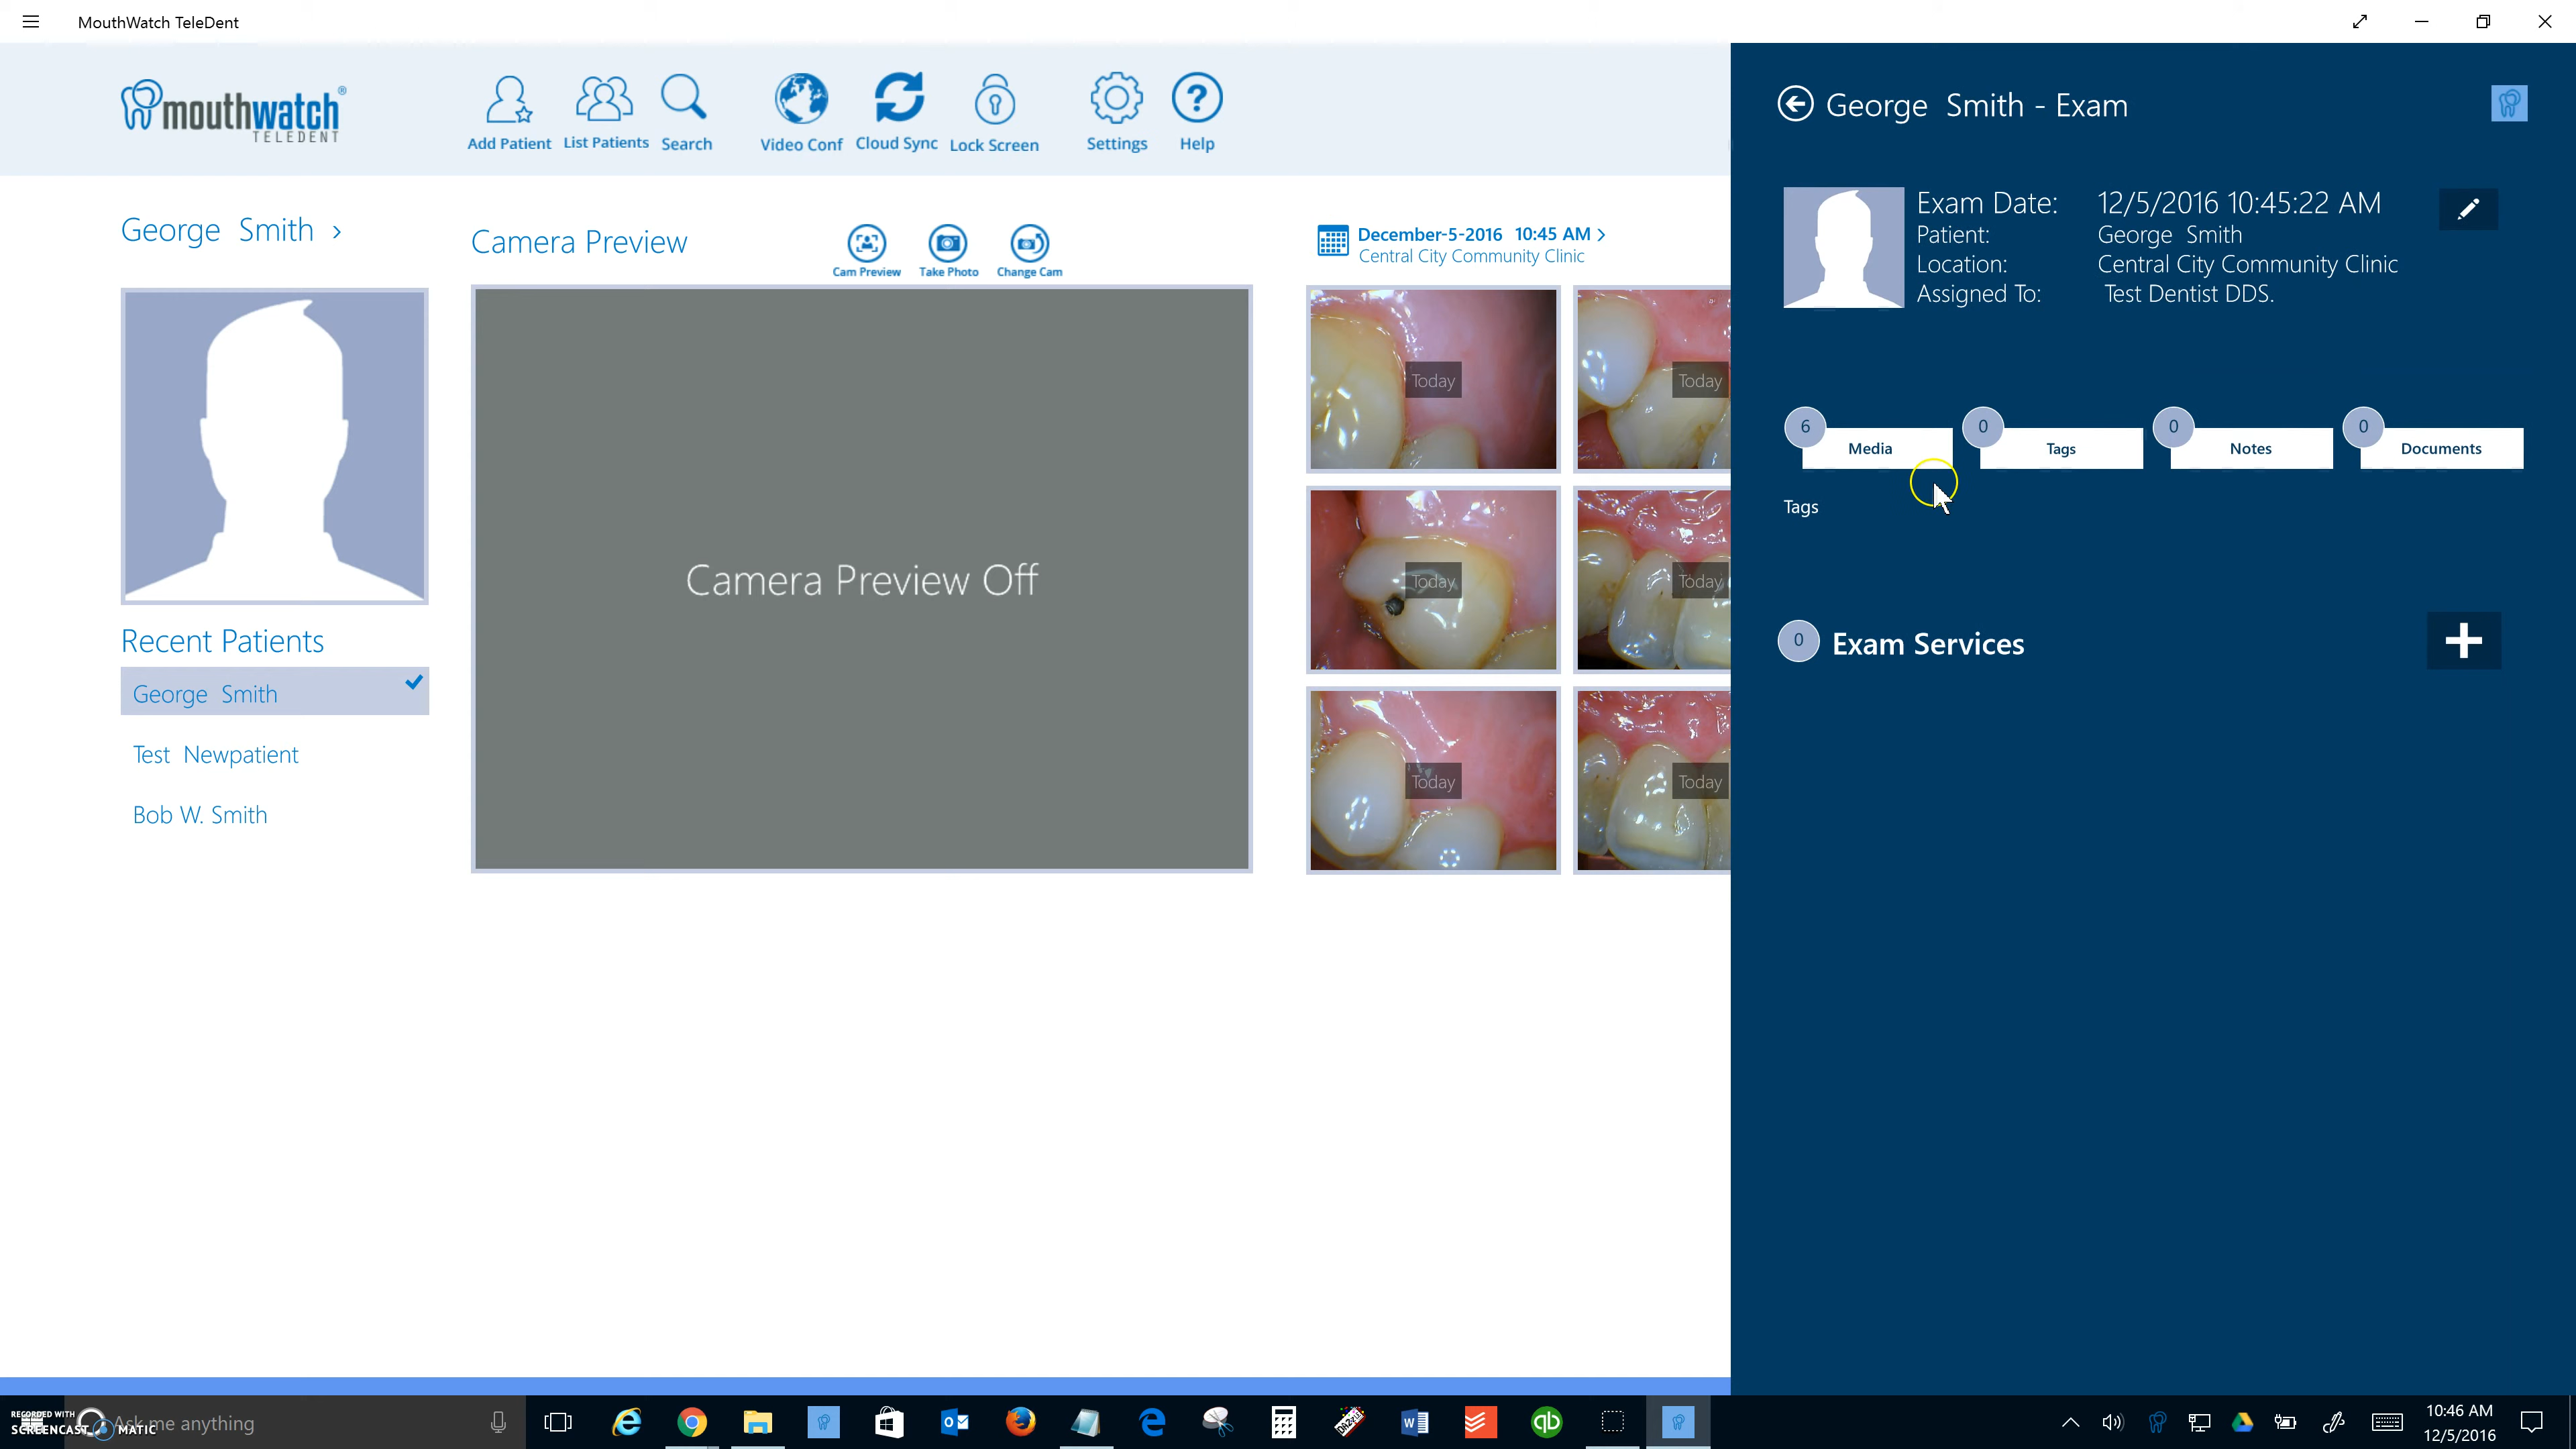 MouthWatch TeleDent
mouthwatch®
TELEDENT
Add Patient
List Patients
Search
Video Conf
Cloud Sync
Lock Screen
Settings
Help
George Smith >
Camera Preview
Cam Preview
Take Photo
Change Cam
Camera Preview Off
Recent Patients
George Smith
Test Newpatient
Bob W. Smith
December-5-2016 10:45 AM >
Central City Community Clinic
Today
Today
Today
Today
Today
Today
George Smith - Exam
Exam Date: 12/5/2016 10:45:22 AM
Patient: George Smith
Location: Central City Community Clinic
Assigned To: Test Dentist DDS.
6 Media
0 Tags
0 Notes
0 Documents
Tags
0 Exam Services
RECORDED WITH
SCREENCAST MATIC
Ask me anything
10:46 AM
12/5/2016